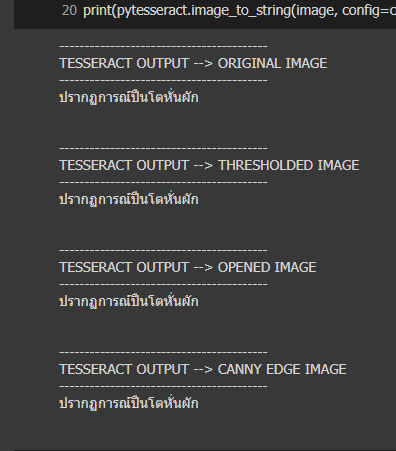 20 print(pytesseract.image_to_string(image, config=c
----------------------------------------
TESSERACT OUTPUT --> ORIGINAL IMAGE
----------------------------------------
ปรากฏการณ์ปืนโตหั่นผัก
----------------------------------------
TESSERACT OUTPUT --> THRESHOLDED IMAGE
----------------------------------------
ปรากฏการณ์ปืนโตหั่นผัก
----------------------------------------
TESSERACT OUTPUT --> OPENED IMAGE
----------------------------------------
ปรากฏการณ์ปืนโตหั่นผัก
----------------------------------------
TESSERACT OUTPUT --> CANNY EDGE IMAGE
----------------------------------------
ปรากฏการณ์ปืนโตหั่นผัก